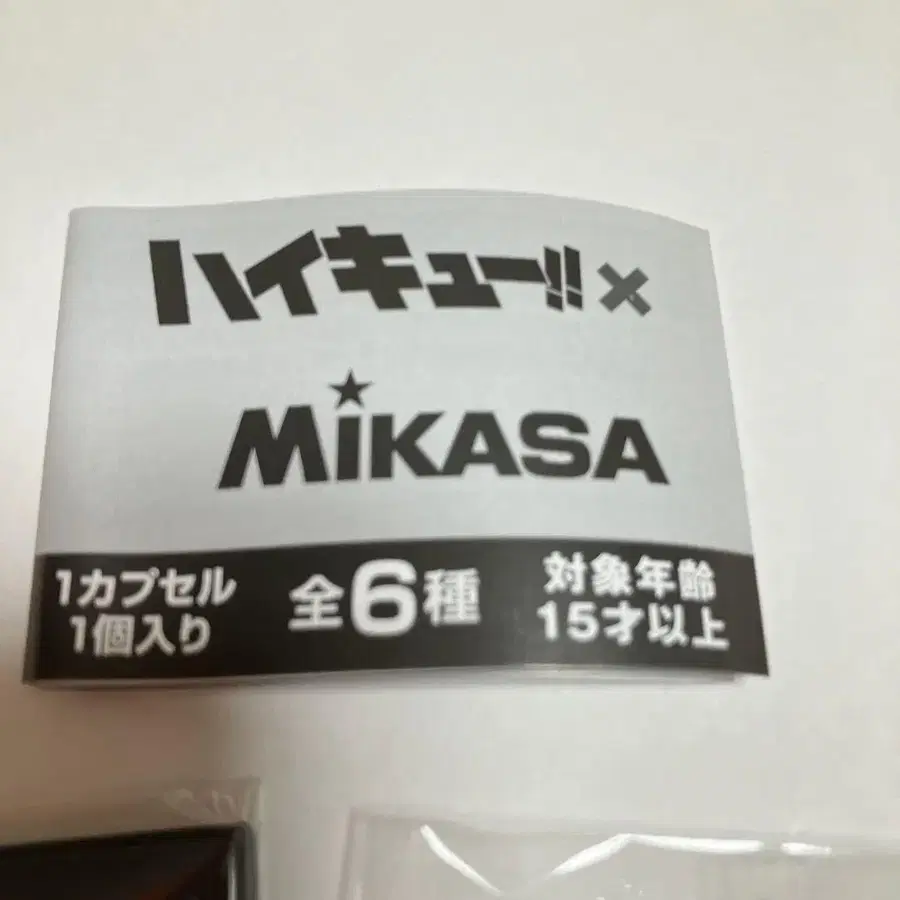 ハイキュー!!×
MIKASA
1カプセル
1個入り
全6種
対象年齢
15才以上